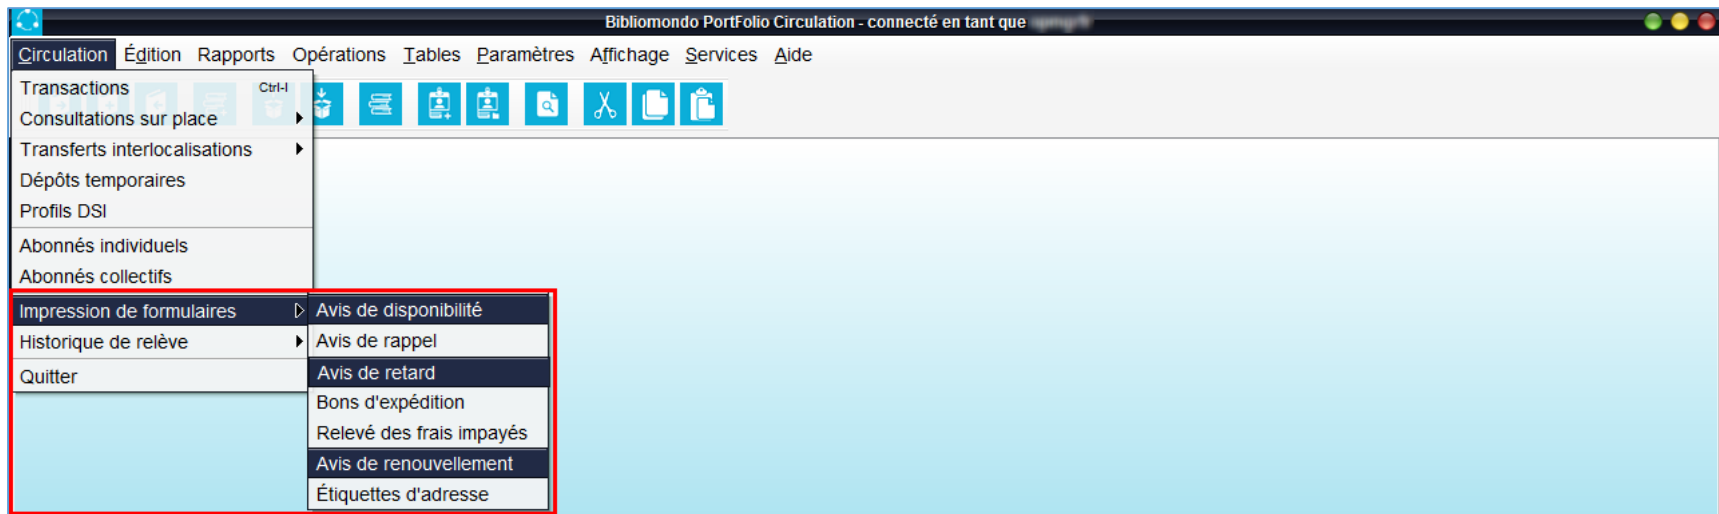 Bibliomondo PortFolio Circulation - connecté en tant que
Circulation Édition Rapports Opérations Tables Paramètres Affichage Services Aide
Transactions Ctrl-I
Consultations sur place
Transferts interlocalisations
Dépôts temporaires
Profils DSI
Abonnés individuels
Abonnés collectifs
Impression de formulaires
Historique de relève
Quitter
Avis de disponibilité
Avis de rappel
Avis de retard
Bons d'expédition
Relevé des frais impayés
Avis de renouvellement
Étiquettes d'adresse